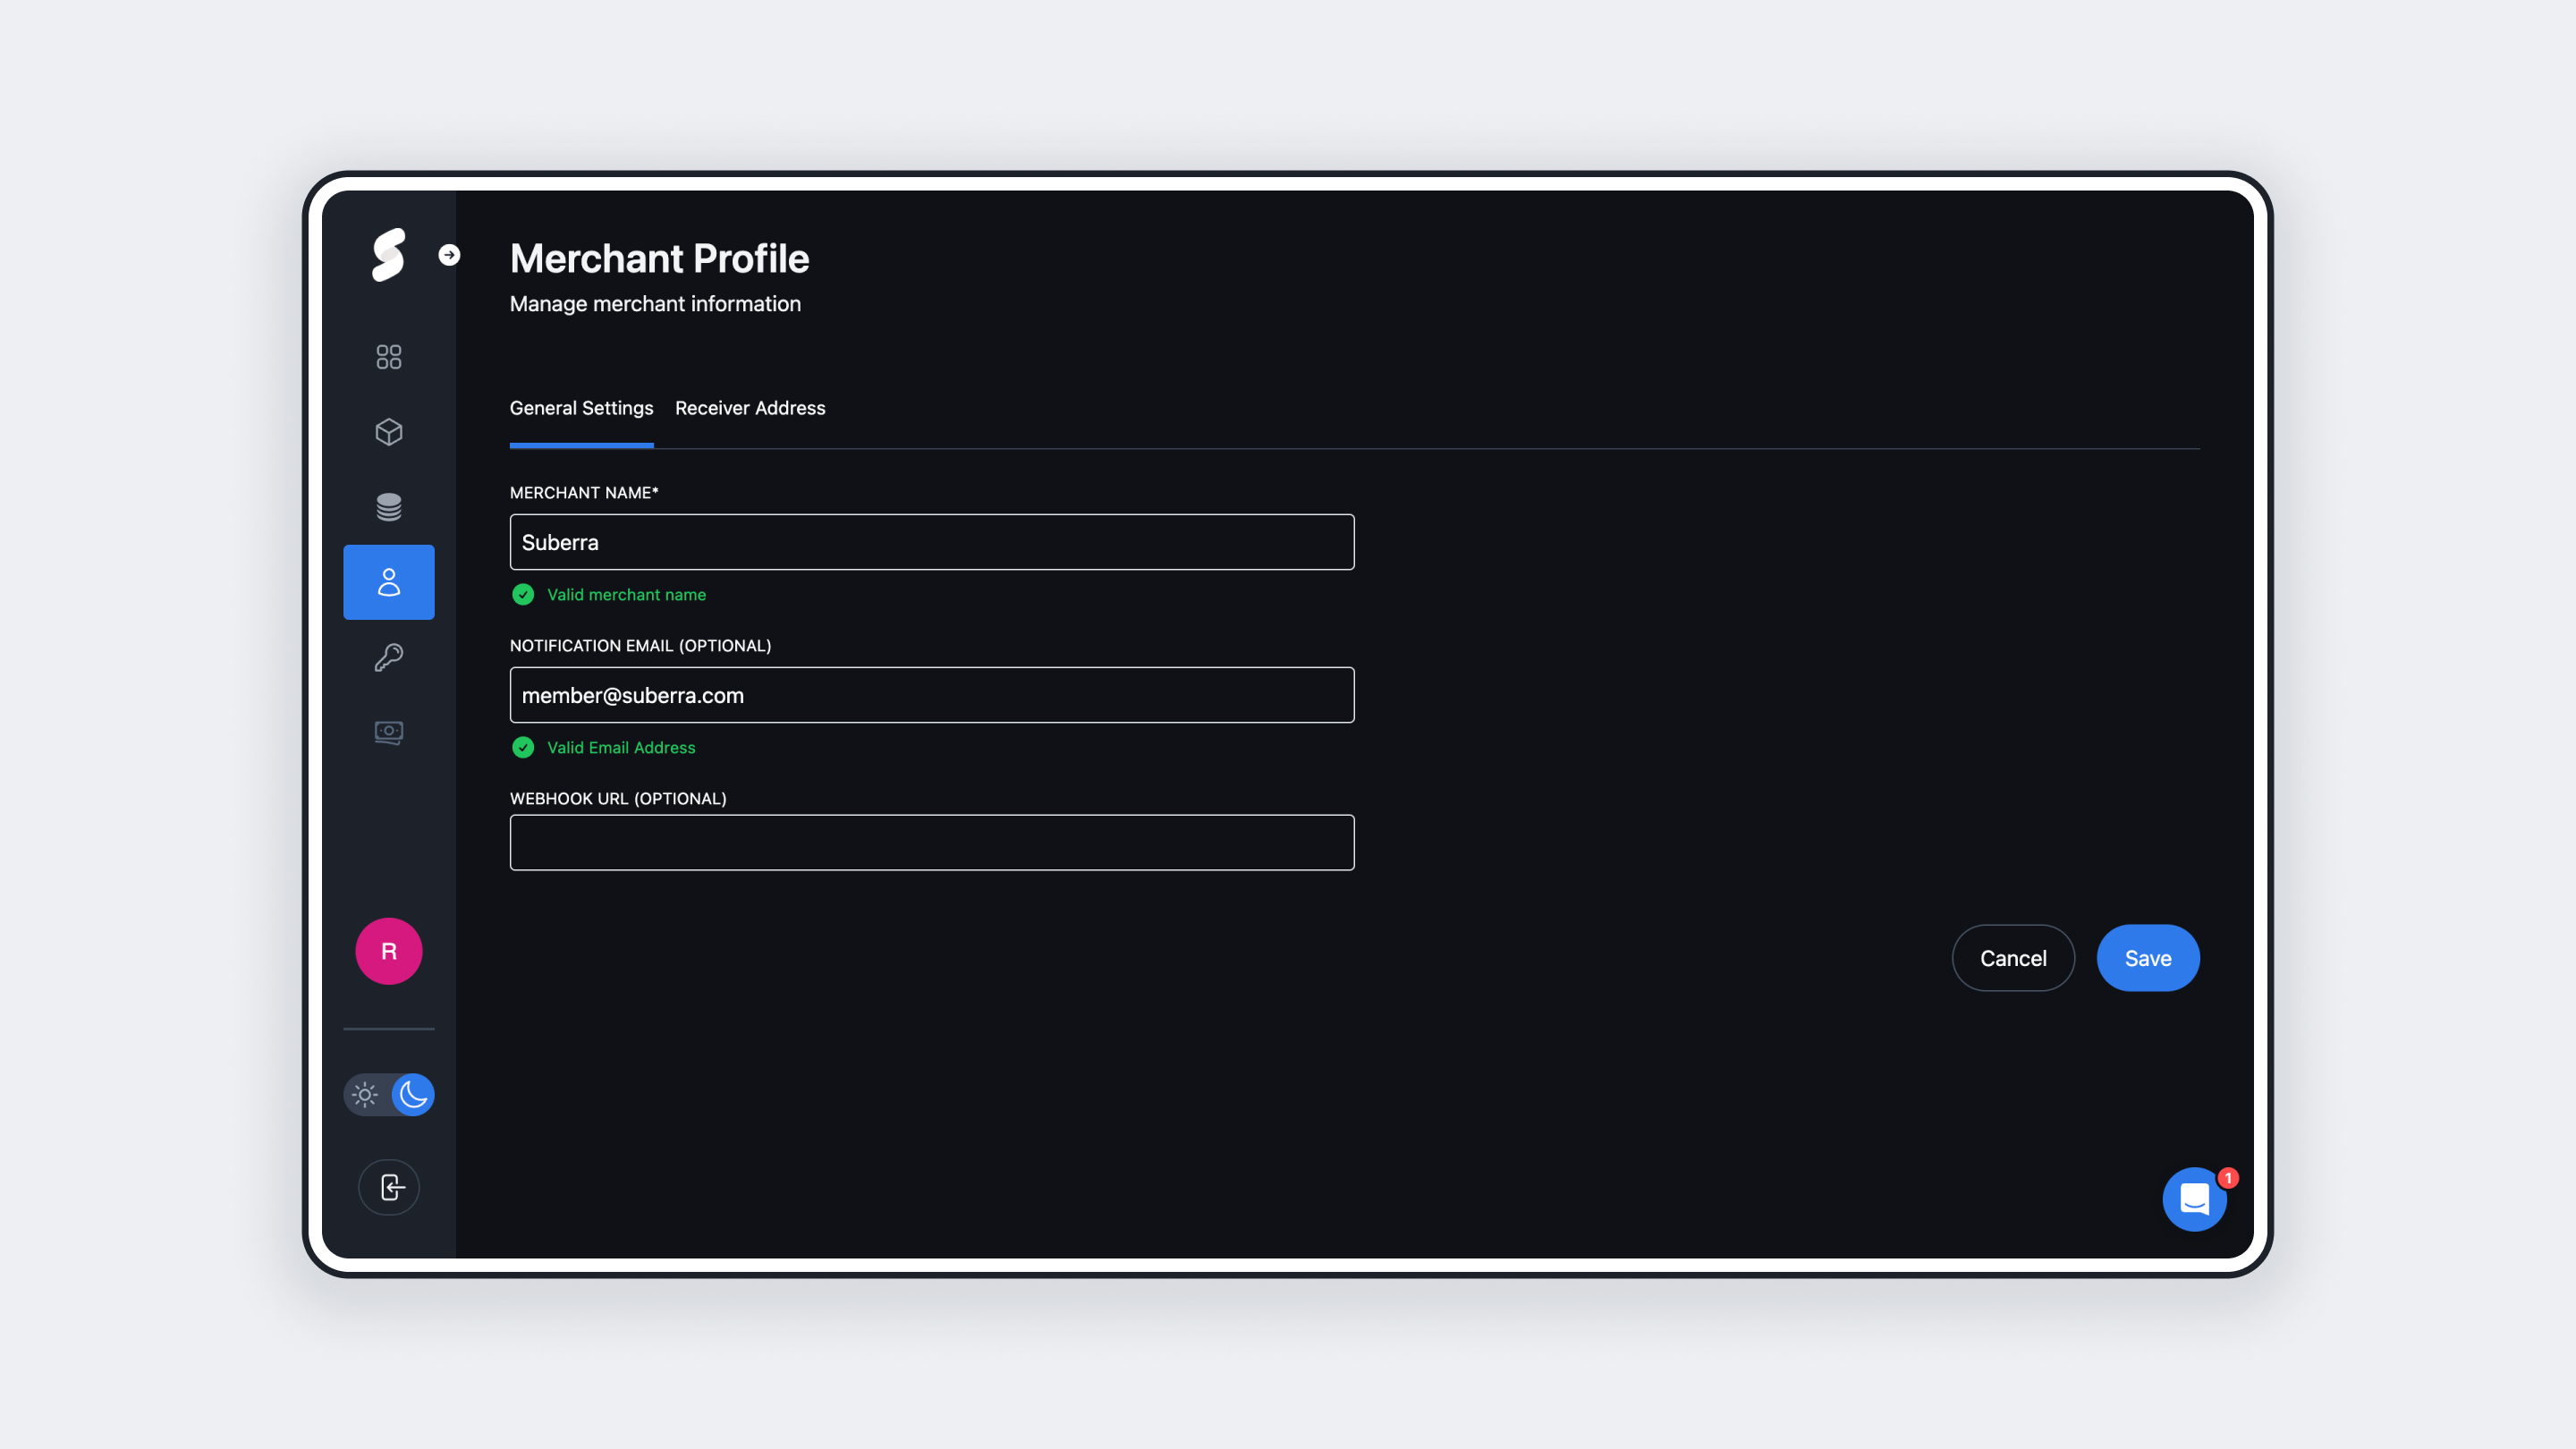 Merchant Profile
Manage merchant information
General Settings
Receiver Address
MERCHANT NAME*
Suberra
Valid merchant name
NOTIFICATION EMAIL (OPTIONAL)
member@suberra.com
Valid Email Address
WEBHOOK URL (OPTIONAL)
R
Cancel
Save
1